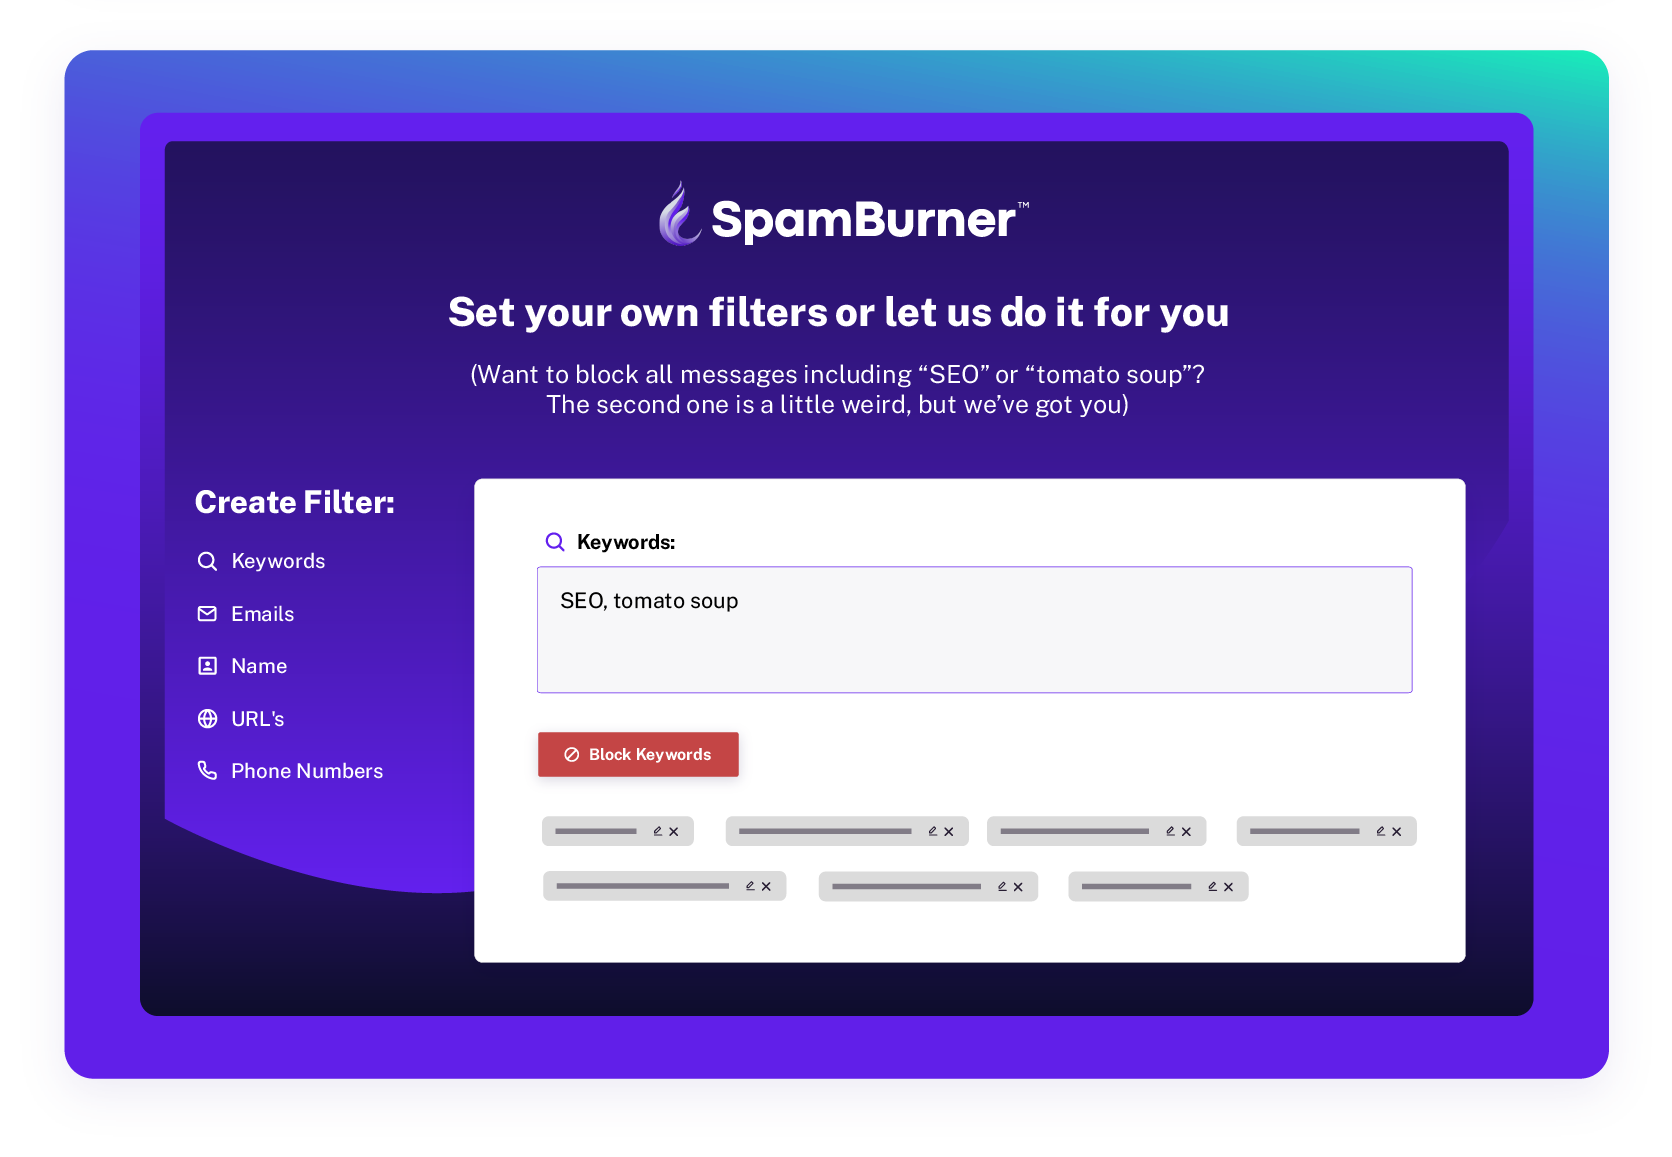 SpamBurner™
Set your own filters or let us do it for you
(Want to block all messages including “SEO” or “tomato soup”?
The second one is a little weird, but we’ve got you)
Create Filter:
Keywords
Emails
Name
URL's
Phone Numbers
Keywords:
SEO, tomato soup
Block Keywords